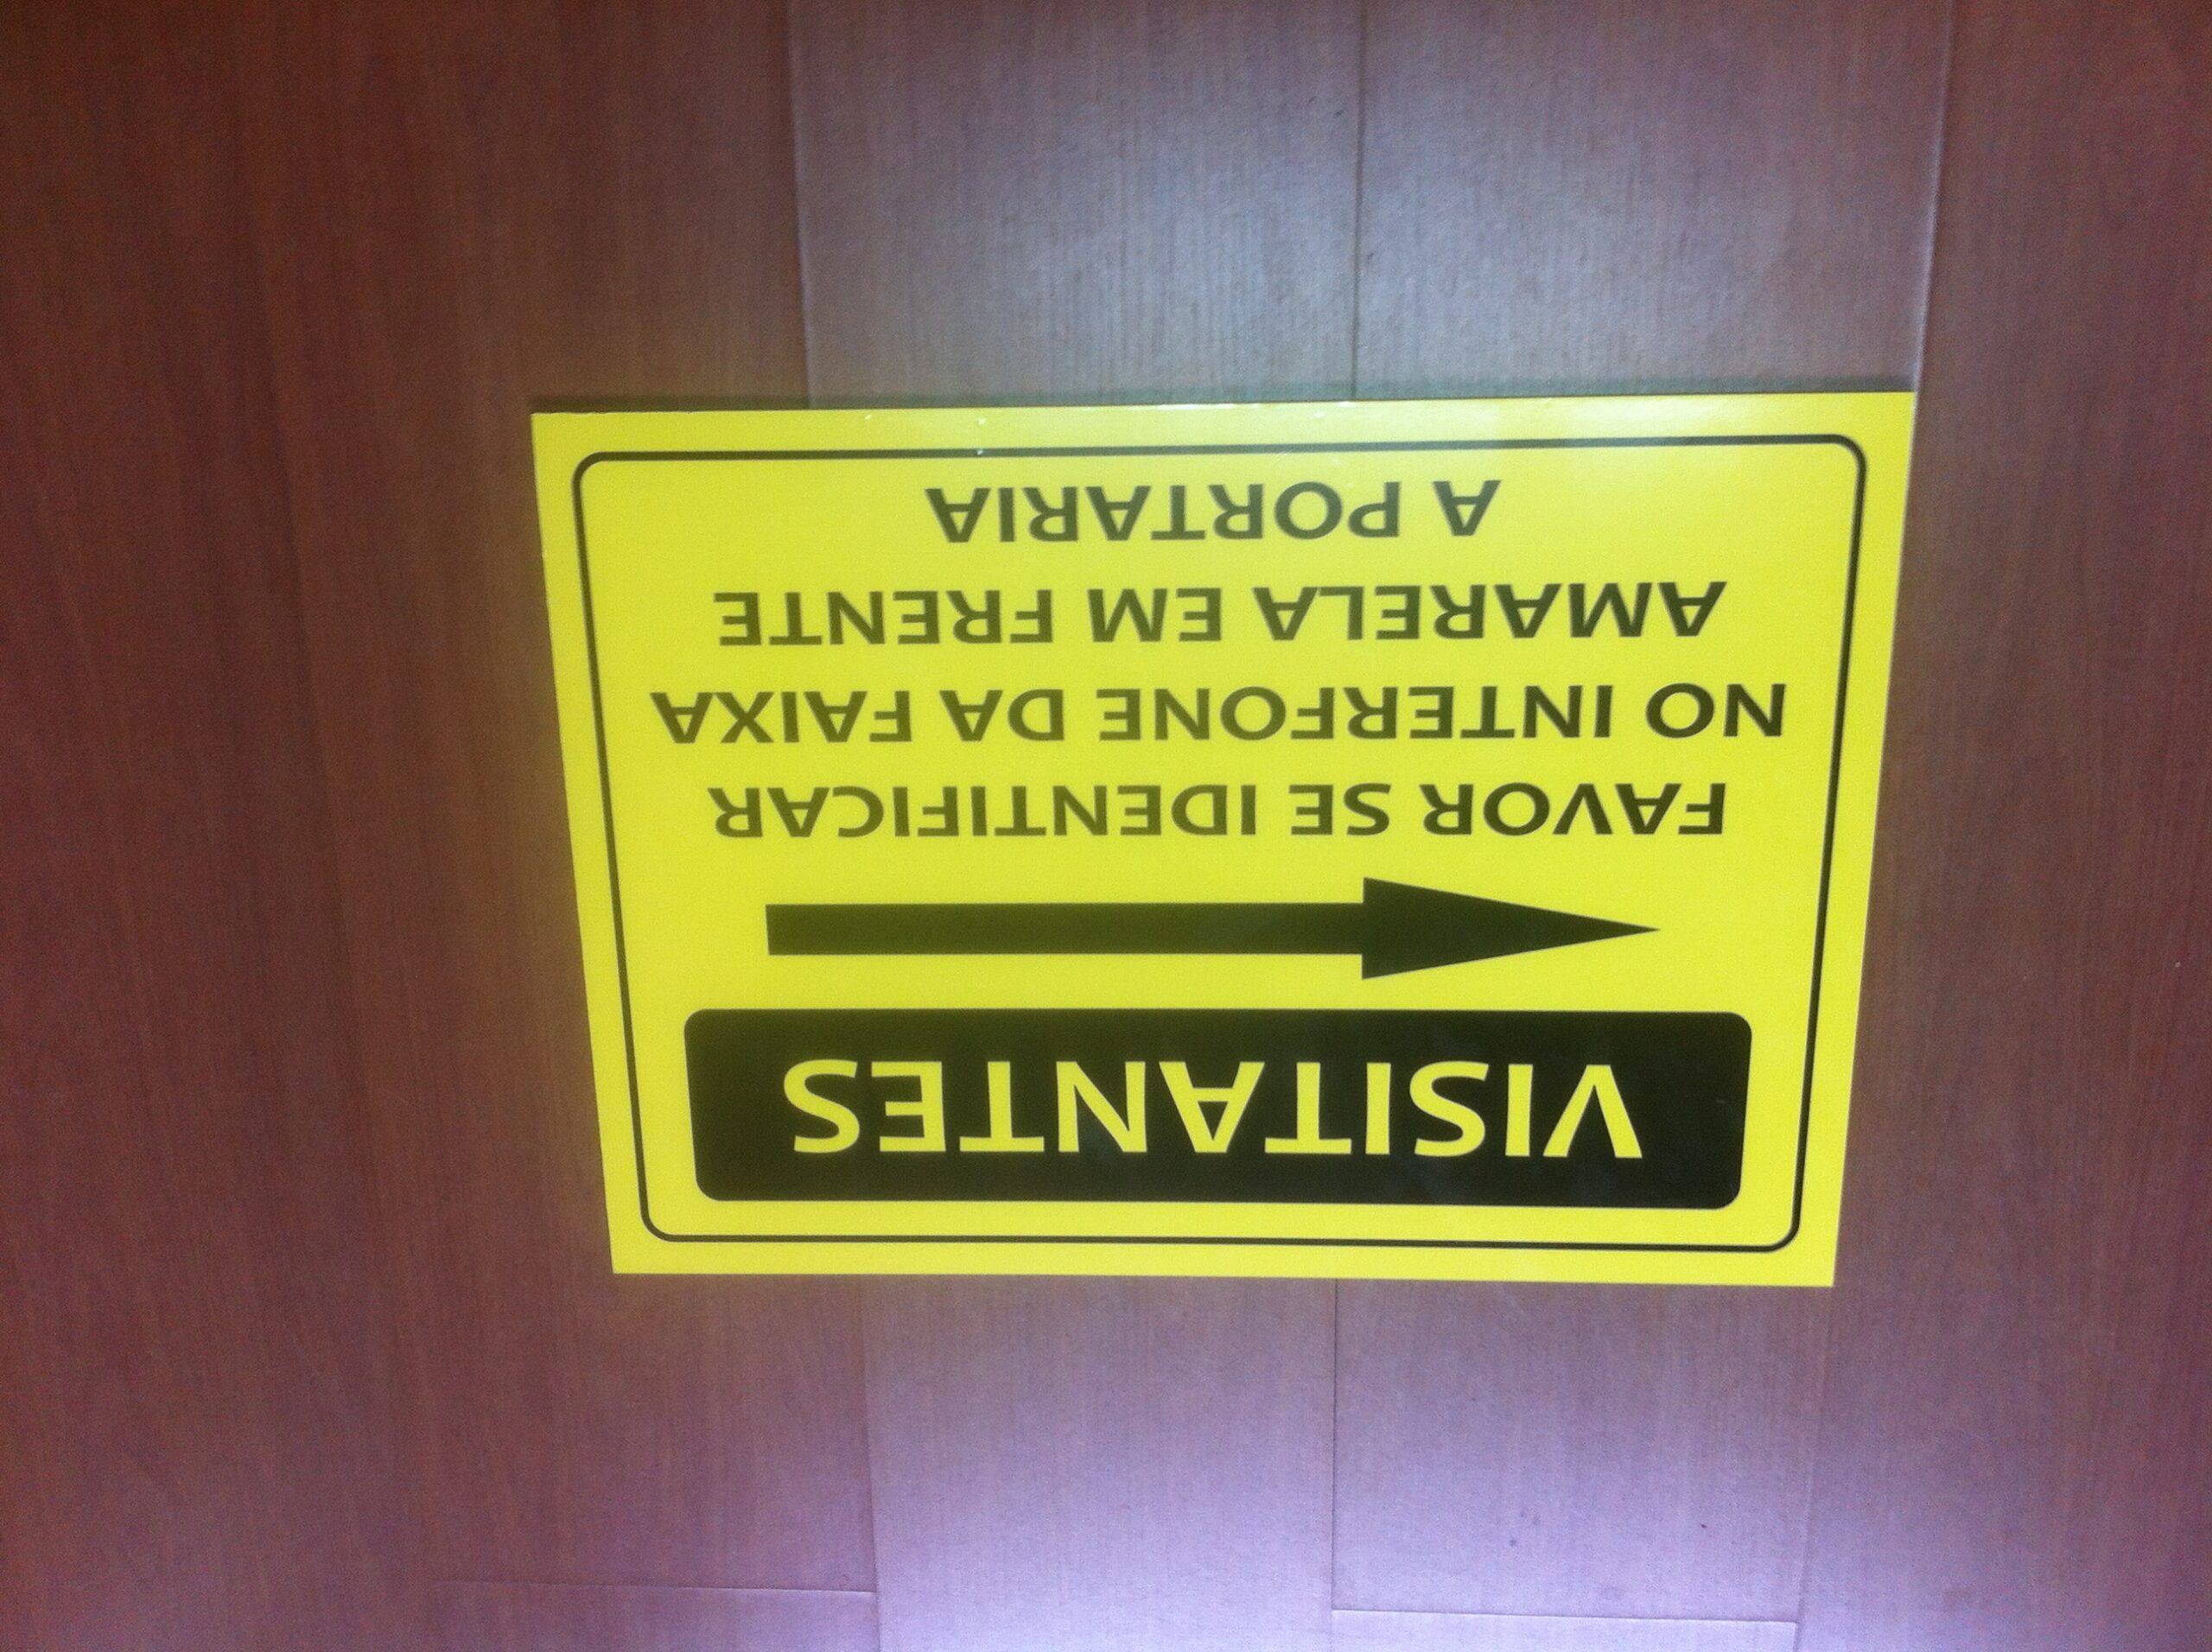 VISITANTES
FAVOR SE IDENTIFICAR
NO INTERFONE DA FAIXA
AMARELA EM FRENTE
A PORTARIA